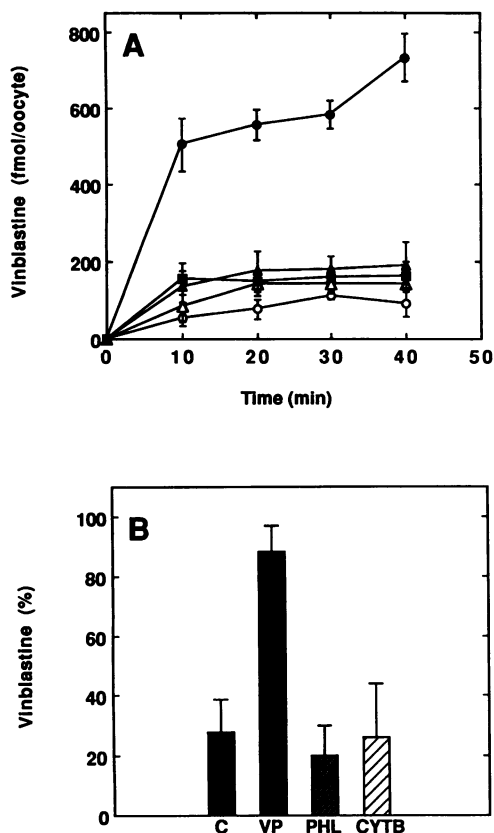 A
800
600
400
200
0
Vinblastine (fmol/oocyte)
0 10 20 30 40 50
Time (min)
B
100
80
60
40
20
0
Vinblastine (%)
C VP PHL CYTB